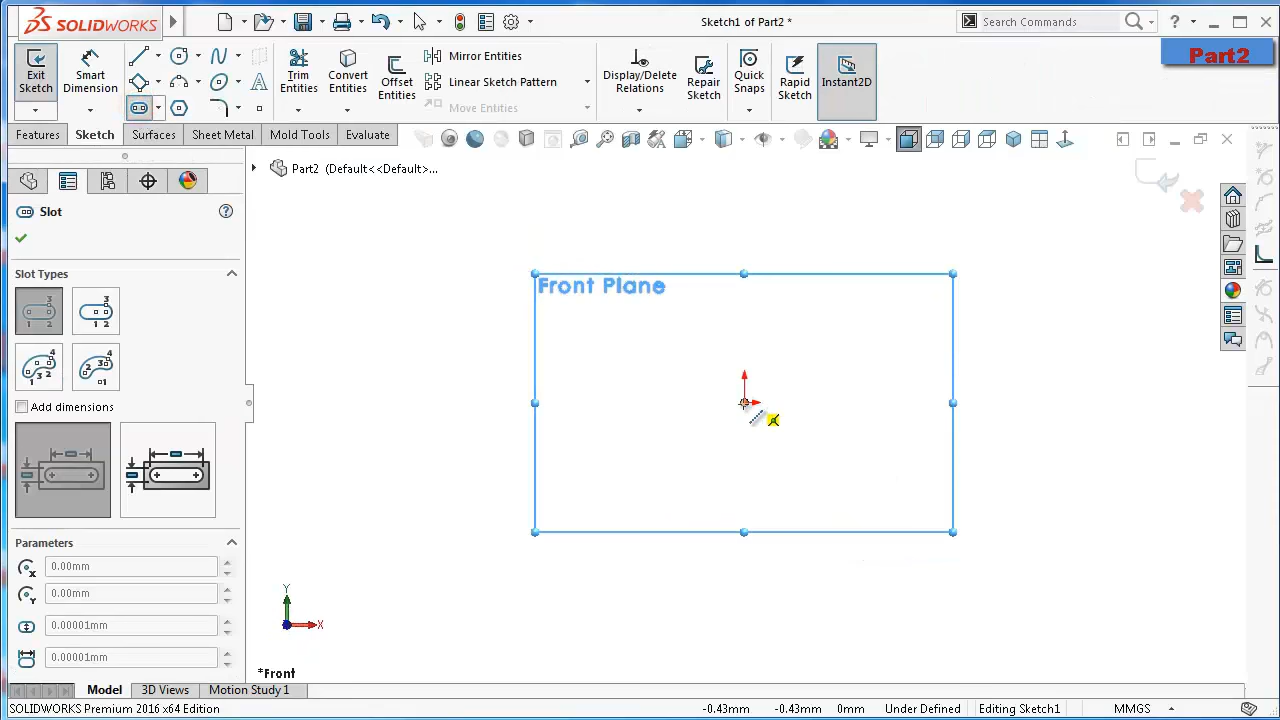 SOLIDWORKS
Sketch1 of Part2 *
Search Commands
Part2
Exit Sketch
Smart Dimension
Trim Entities
Convert Entities
Offset Entities
Mirror Entities
Linear Sketch Pattern
Move Entities
Display/Delete Relations
Repair Sketch
Quick Snaps
Rapid Sketch
Instant2D
Features
Sketch
Surfaces
Sheet Metal
Mold Tools
Evaluate
Part2 (Default<<Default>...
Slot
Slot Types
Add dimensions
Parameters
0.00mm
0.00mm
0.00001mm
0.00001mm
Front Plane
Y
X
*Front
Model
3D Views
Motion Study 1
SOLIDWORKS Premium 2016 x64 Edition
-0.43mm
-0.43mm
0mm
Under Defined
Editing Sketch1
MMGS